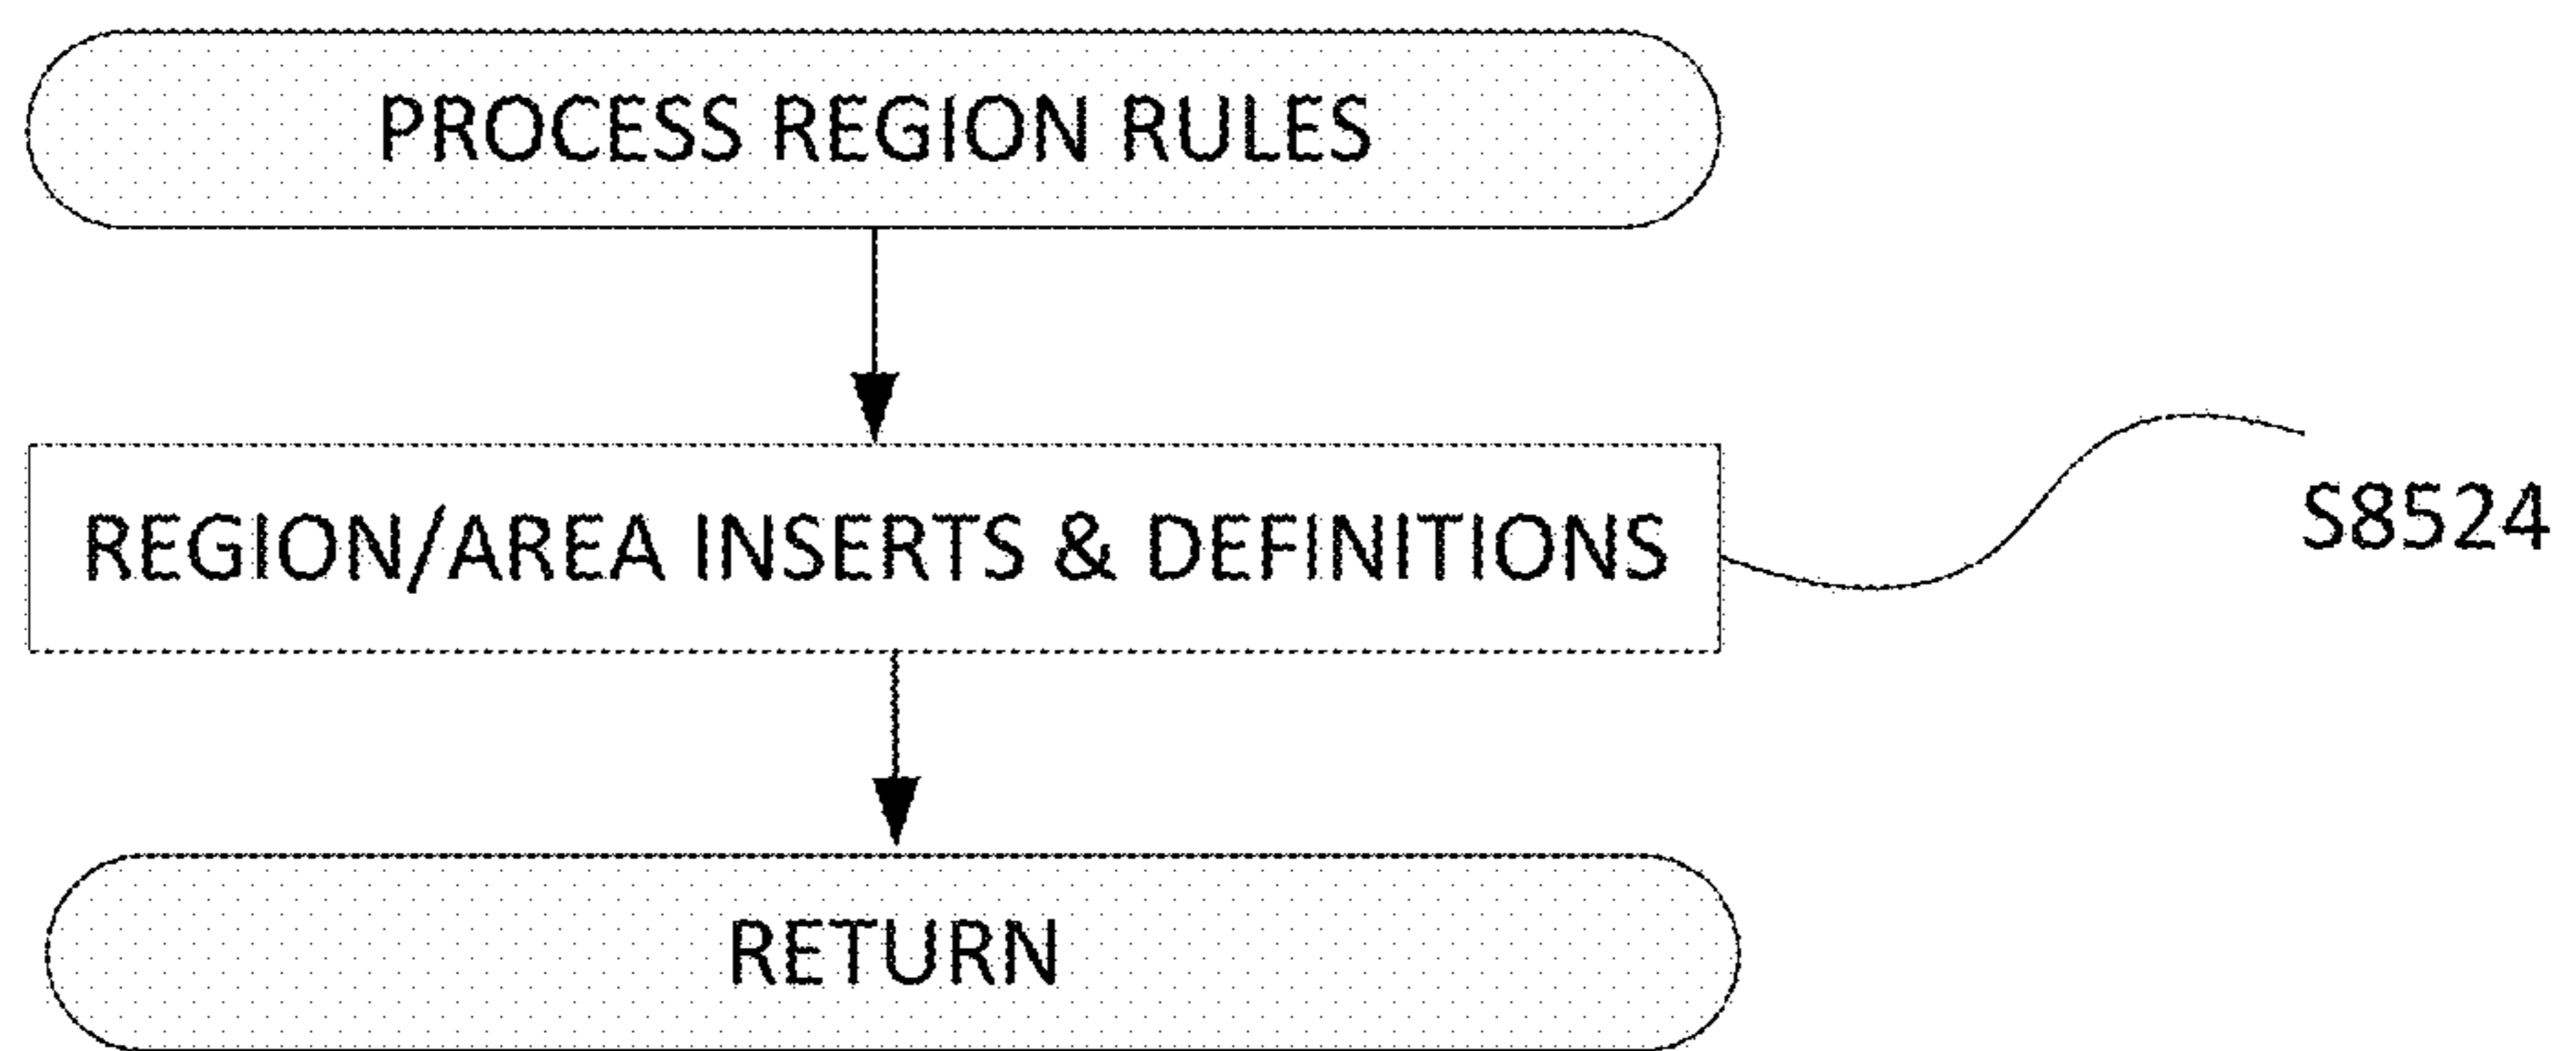 PROCESS REGION RULES
REGION/AREA INSERTS & DEFINITIONS
S8524
RETURN